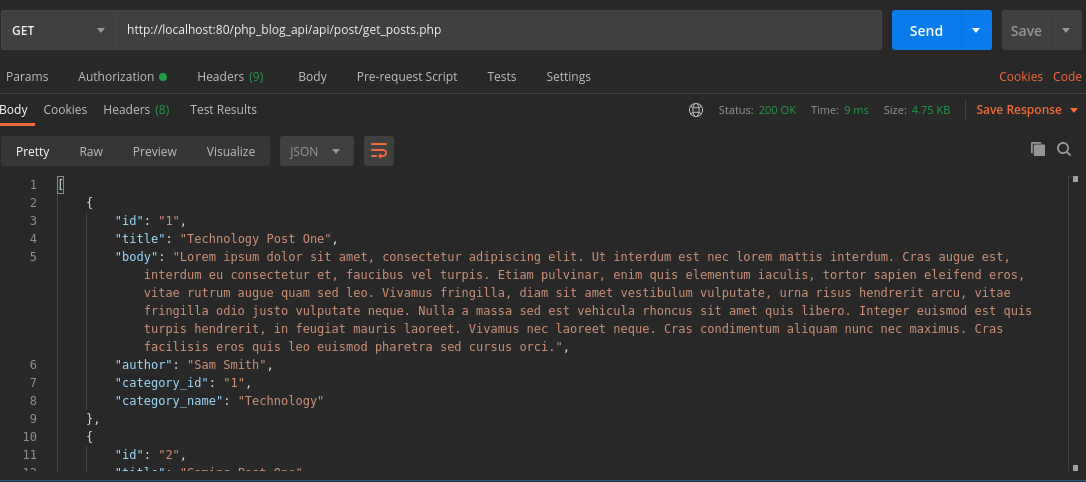 GET http://localhost:80/php_blog_api/api/post/get_posts.php Send Save
Params Authorization Headers (9) Body Pre-request Script Tests Settings Cookies Code
Body Cookies Headers (8) Test Results Status: 200 OK Time: 9 ms Size: 4.75 KB Save Response
Pretty Raw Preview Visualize JSON
1 [
2 {
3 "id": "1",
4 "title": "Technology Post One",
5 "body": "Lorem ipsum dolor sit amet, consectetur adipiscing elit. Ut interdum est nec lorem mattis interdum. Cras augue est,
interdum eu consectetur et, faucibus vel turpis. Etiam pulvinar, enim quis elementum iaculis, tortor sapien eleifend eros,
vitae rutrum augue quam sed leo. Vivamus fringilla, diam sit amet vestibulum vulputate, urna risus hendrerit arcu, vitae
fringilla odio justo vulputate neque. Nulla a massa sed est vehicula rhoncus sit amet quis libero. Integer euismod est quis
turpis hendrerit, in feugiat mauris laoreet. Vivamus nec laoreet neque. Cras condimentum aliquam nunc nec maximus. Cras
facilisis eros quis leo euismod pharetra sed cursus orci.",
6 "author": "Sam Smith",
7 "category_id": "1",
8 "category_name": "Technology"
9 },
10 {
11 "id": "2",
12 "title": "Gaming Post One",